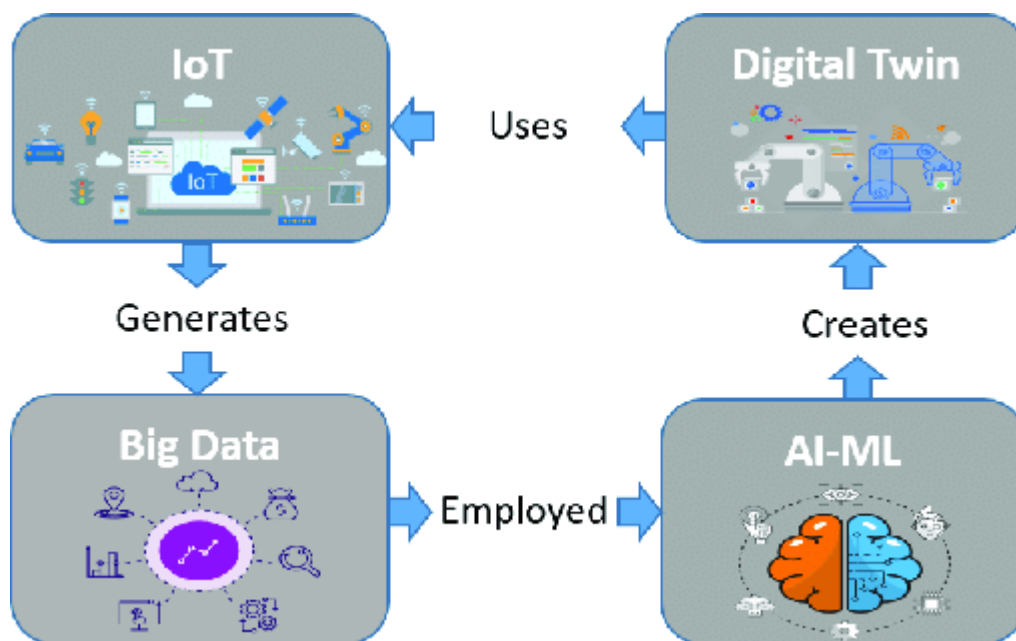 IoT
Digital Twin
IoT
Uses
Generates
Creates
Big Data
AI-ML
Employed